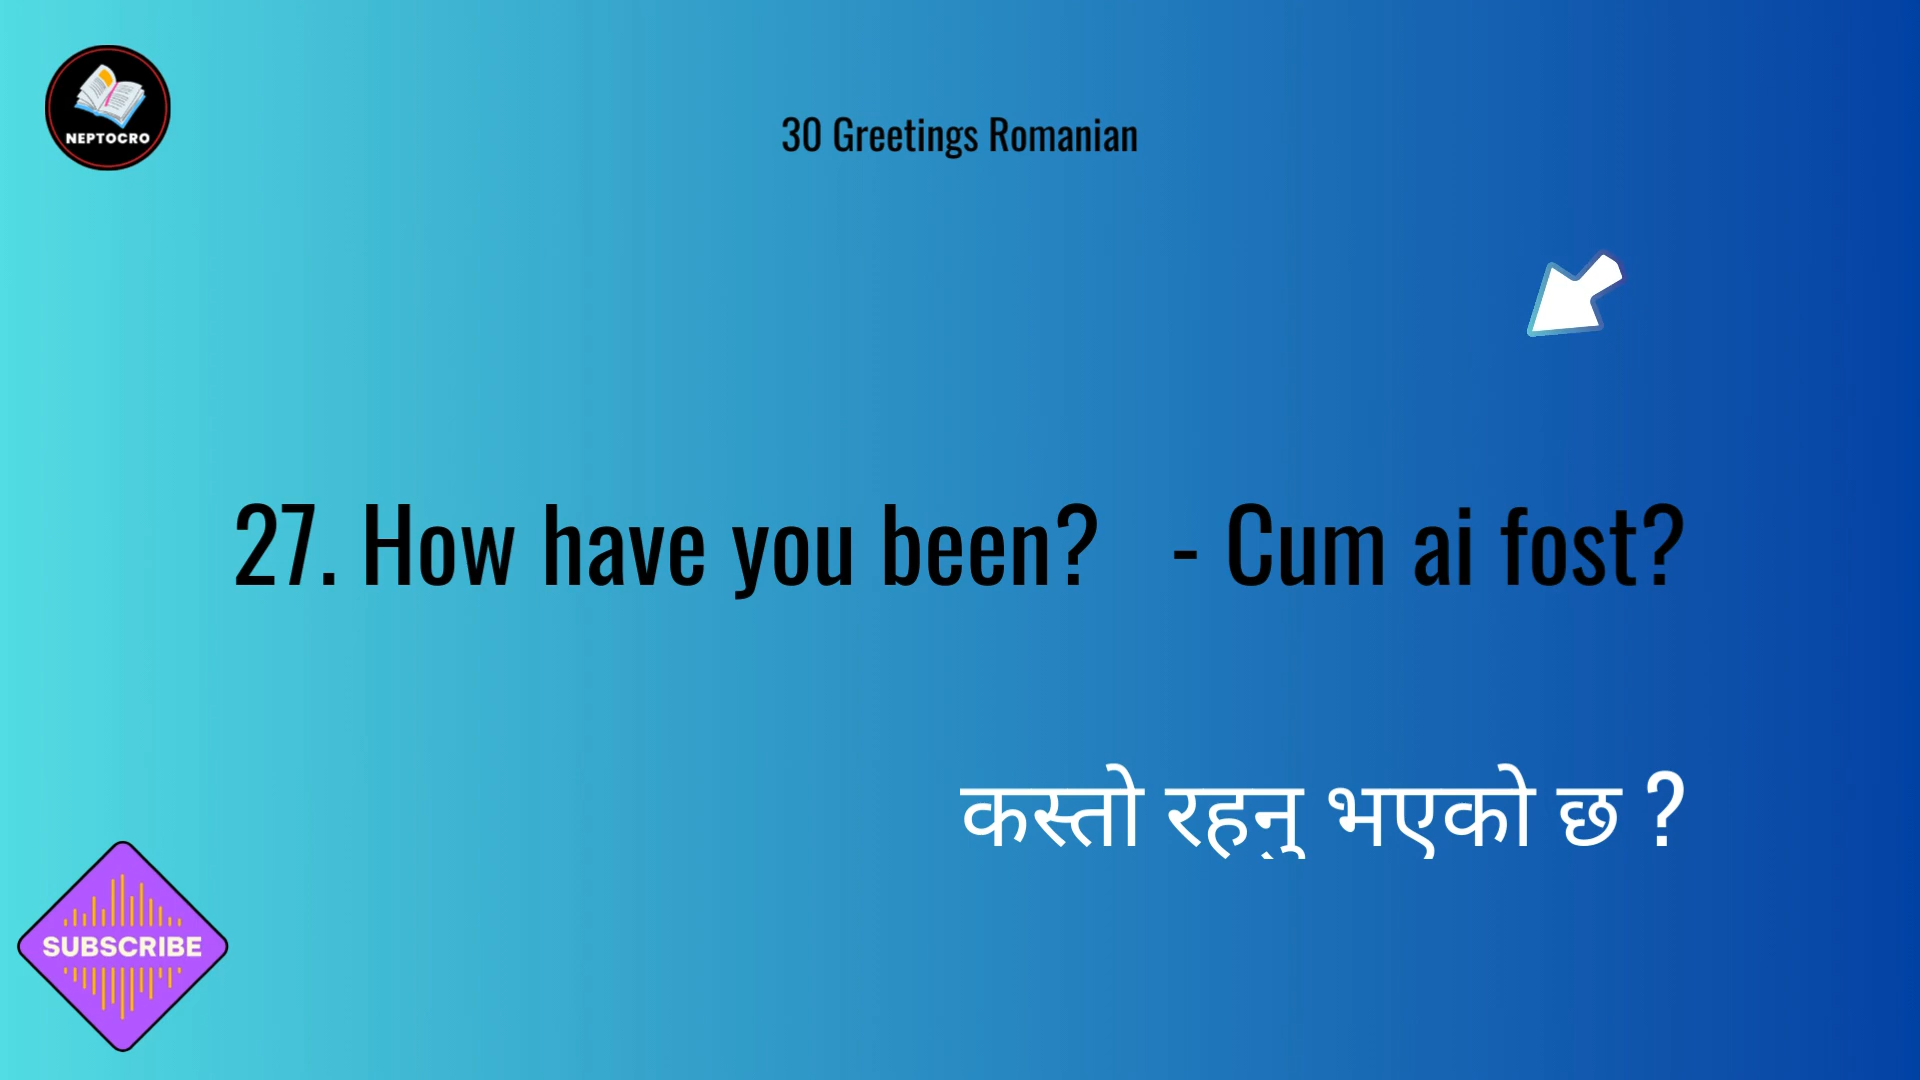 NEPTOCRO
30 Greetings Romanian
27. How have you been? - Cum ai fost?
कस्तो रहनु भएको छ ?
SUBSCRIBE